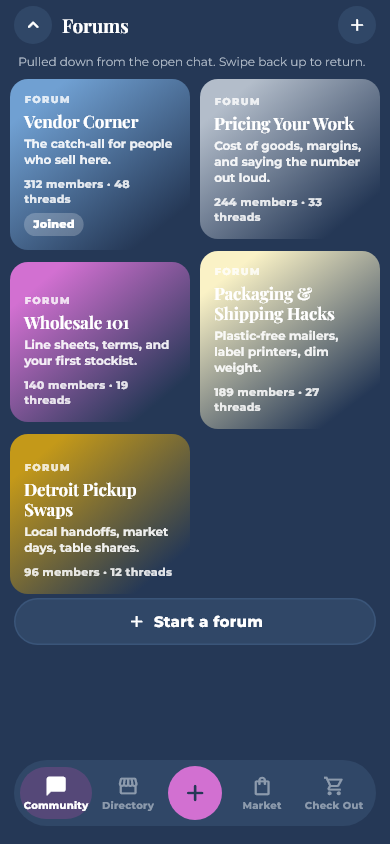 Forums
Pulled down from the open chat. Swipe back up to return.
FORUM
Vendor Corner
The catch-all for people
who sell here.
312 members · 48
threads
Joined
FORUM
Pricing Your Work
Cost of goods, margins,
and saying the number
out loud.
244 members · 33
threads
FORUM
Wholesale 101
Line sheets, terms, and
your first stockist.
140 members · 19
threads
FORUM
Packaging &
Shipping Hacks
Plastic-free mailers,
label printers, dim
weight.
189 members · 27
threads
FORUM
Detroit Pickup
Swaps
Local handoffs, market
days, table shares.
96 members · 12 threads
+ Start a forum
Community
Directory
Market
Check Out